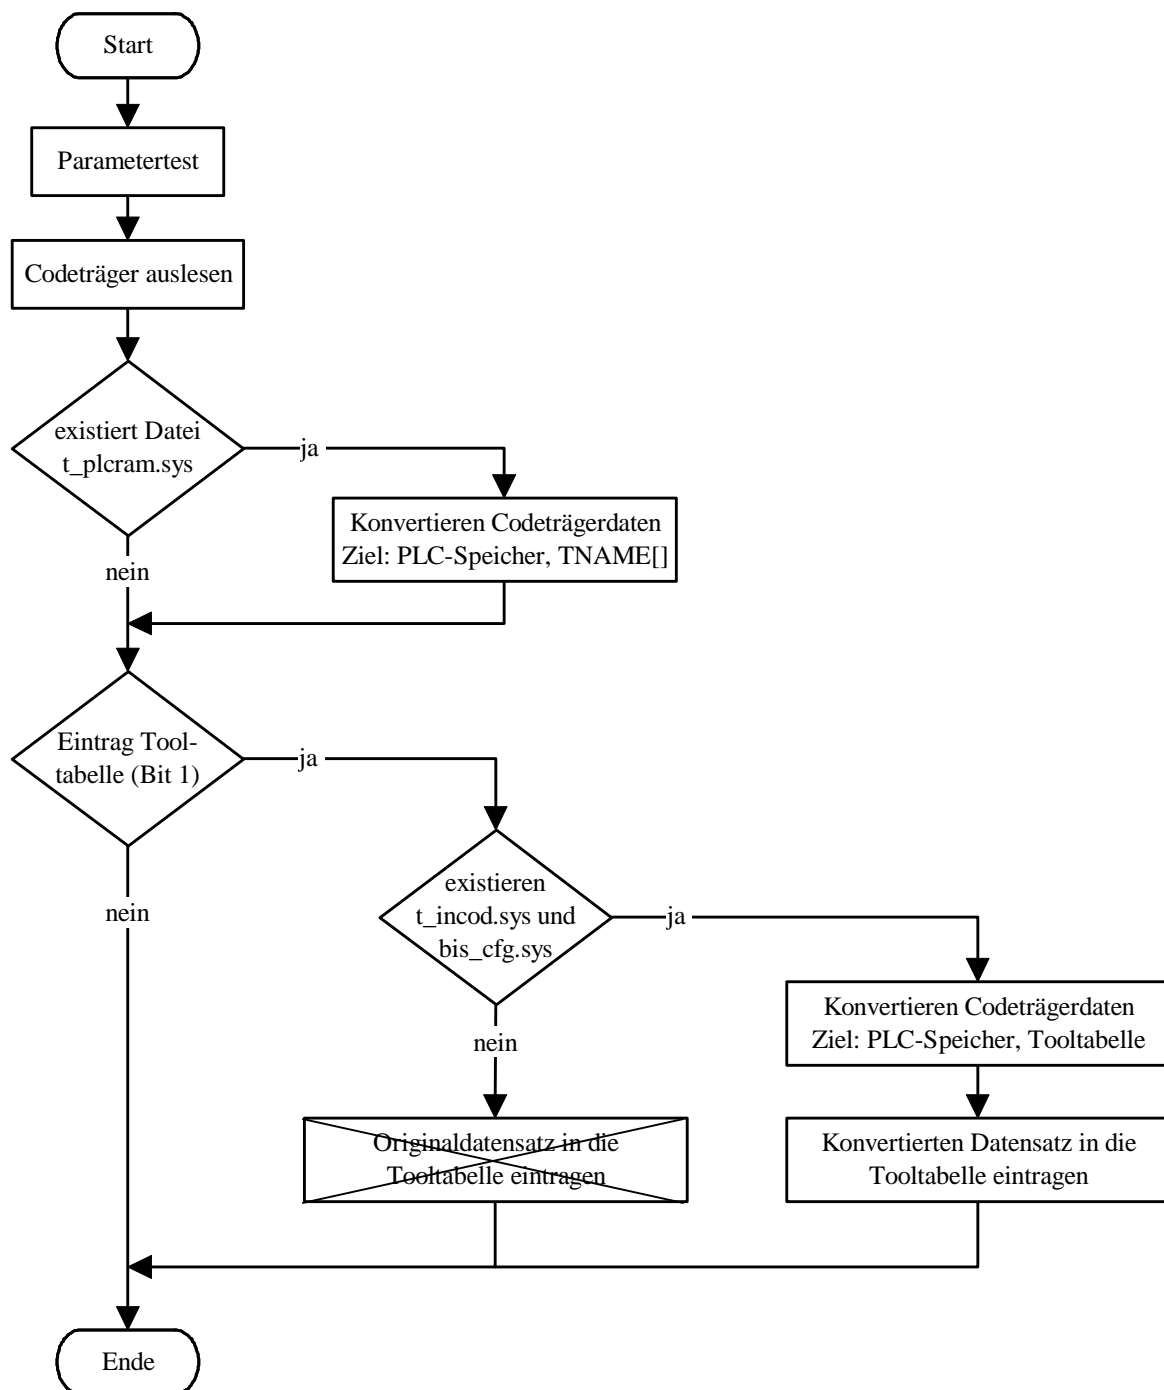 Start
Parametertest
Codeträger auslesen
existiert Datei
t_plcram.sys
ja
Konvertieren Codeträgerdaten
Ziel: PLC-Speicher, TNAME[]
nein
Eintrag Tool-
tabelle (Bit 1)
ja
existieren
t_incod.sys und
bis_cfg.sys
ja
nein
Konvertieren Codeträgerdaten
Ziel: PLC-Speicher, Tooltabelle
nein
Originaldatensatz in die
Tooltabelle eintragen
Konvertierten Datensatz in die
Tooltabelle eintragen
Ende